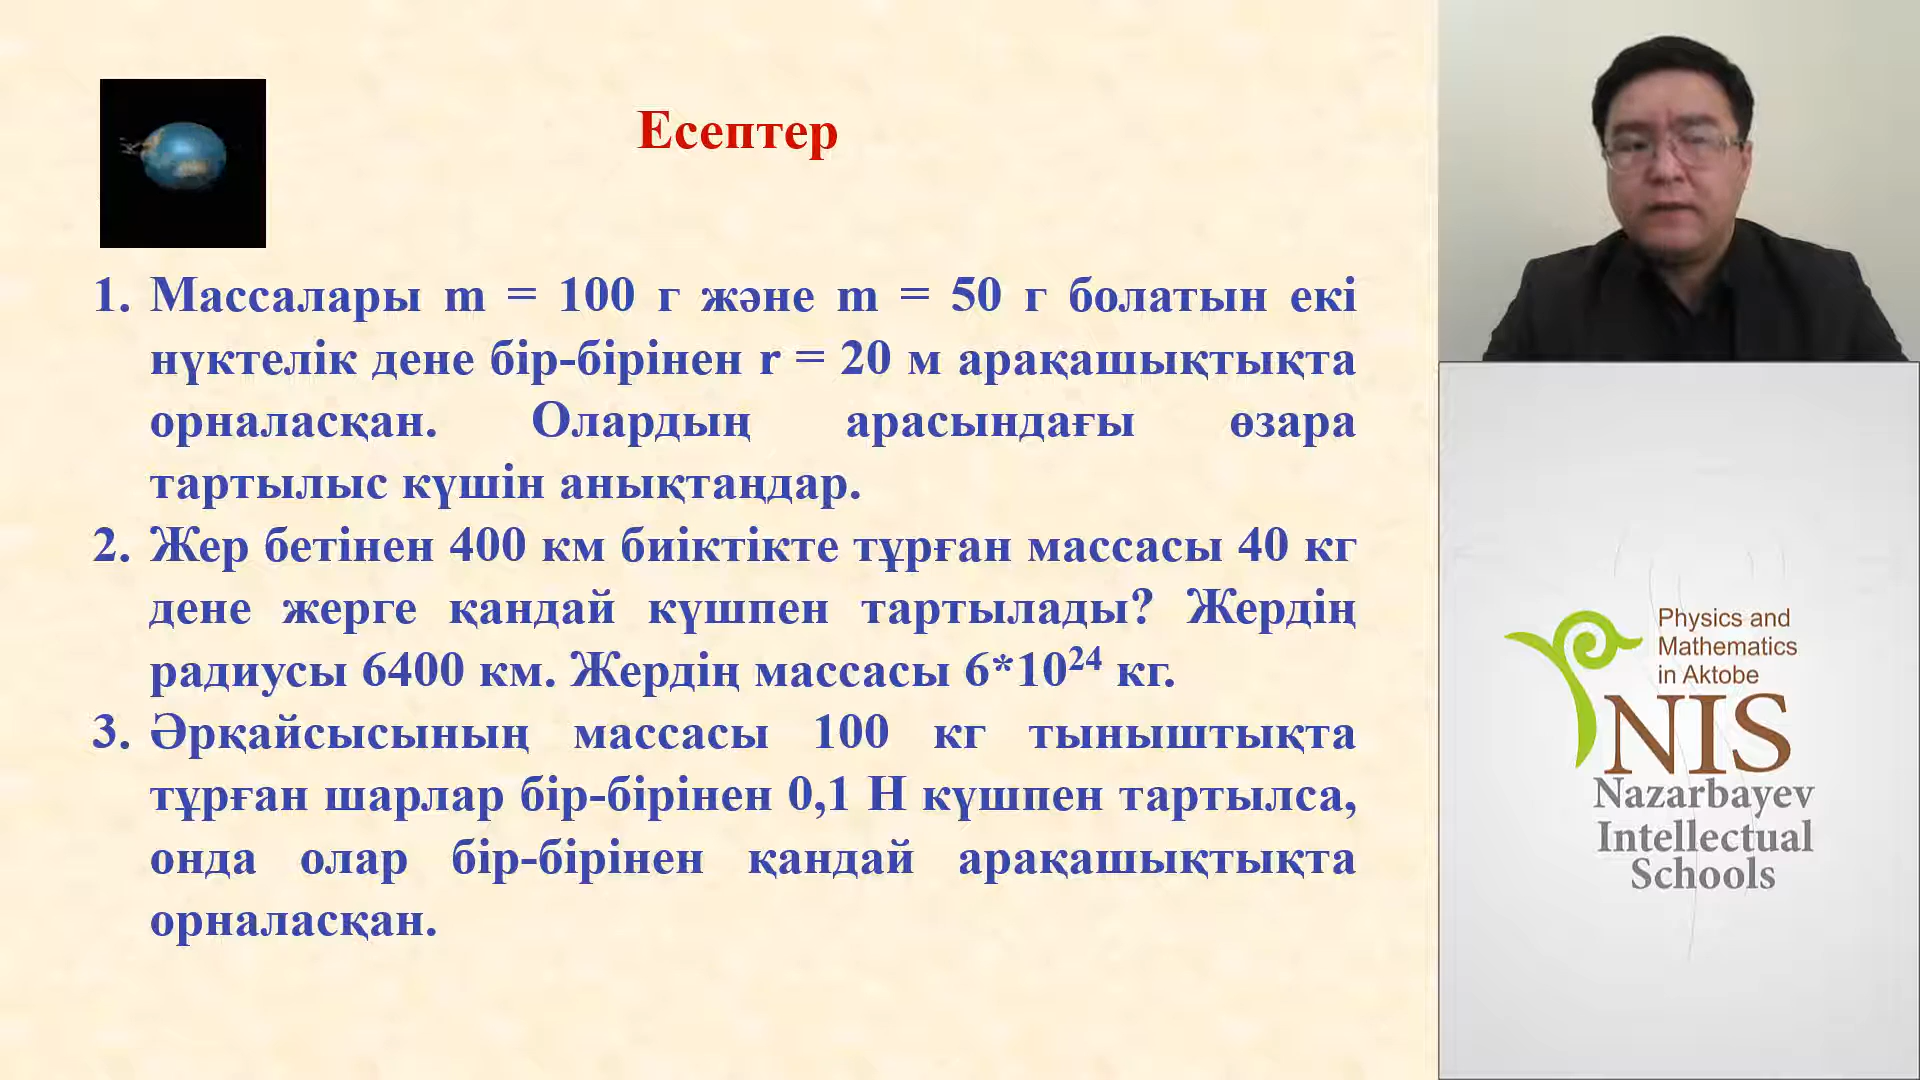 Есептер
1. Массалары m = 100 г және m = 50 г болатын екі
нүктелік дене бір-бірінен r = 20 м арақашықтықта
орналасқан. Олардың арасындағы өзара
тартылыс күшін анықтаңдар.
2. Жер бетінен 400 км биіктікте тұрған массасы 40 кг
дене жерге қандай күшпен тартылады? Жердің
радиусы 6400 км. Жердің массасы 6*10²⁴ кг.
3. Әрқайсысының массасы 100 кг тыныштықта
тұрған шарлар бір-бірінен 0,1 Н күшпен тартылса,
онда олар бір-бірінен қандай арақашықтықта
орналасқан.
Physics and
Mathematics
in Aktobe
NIS
Nazarbayev
Intellectual
Schools